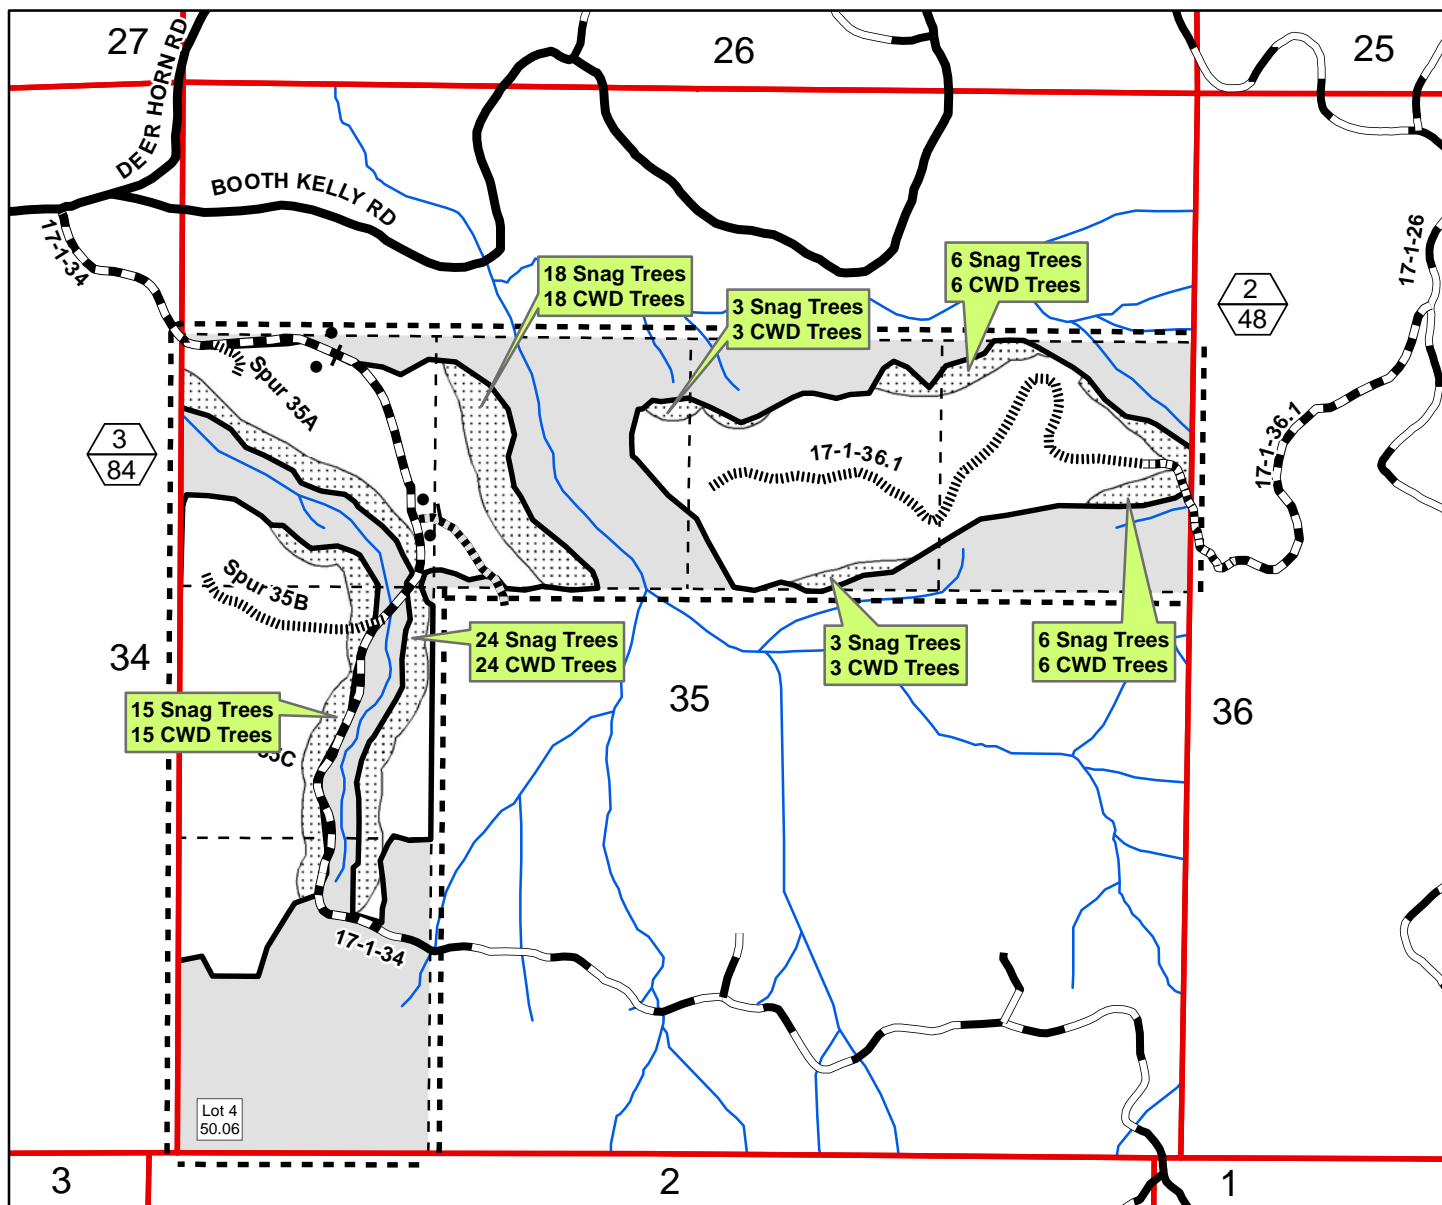 27
26
25
DEER HORN RD
BOOTH KELLY RD
17-1-34
17-1-26
18 Snag Trees
18 CWD Trees
3 Snag Trees
3 CWD Trees
6 Snag Trees
6 CWD Trees
2
48
Spur 35A
3
84
17-1-36.1
17-1-36.1
Spur 35B
34
24 Snag Trees
24 CWD Trees
3 Snag Trees
3 CWD Trees
6 Snag Trees
6 CWD Trees
15 Snag Trees
15 CWD Trees
35C
35
36
17-1-34
Lot 4
50.06
3
2
1